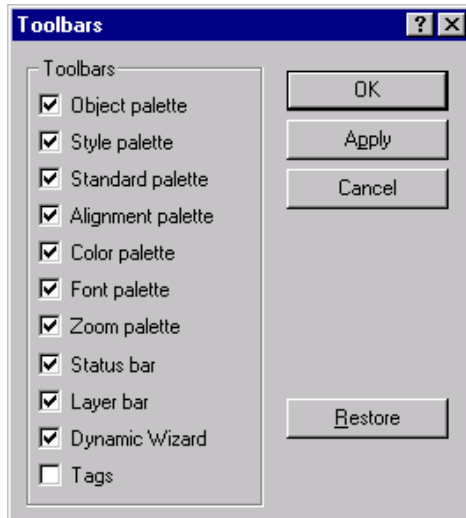 Toolbars
Toolbars
Object palette
Style palette
Standard palette
Alignment palette
Color palette
Font palette
Zoom palette
Status bar
Layer bar
Dynamic Wizard
Tags
OK
Apply
Cancel
Restore